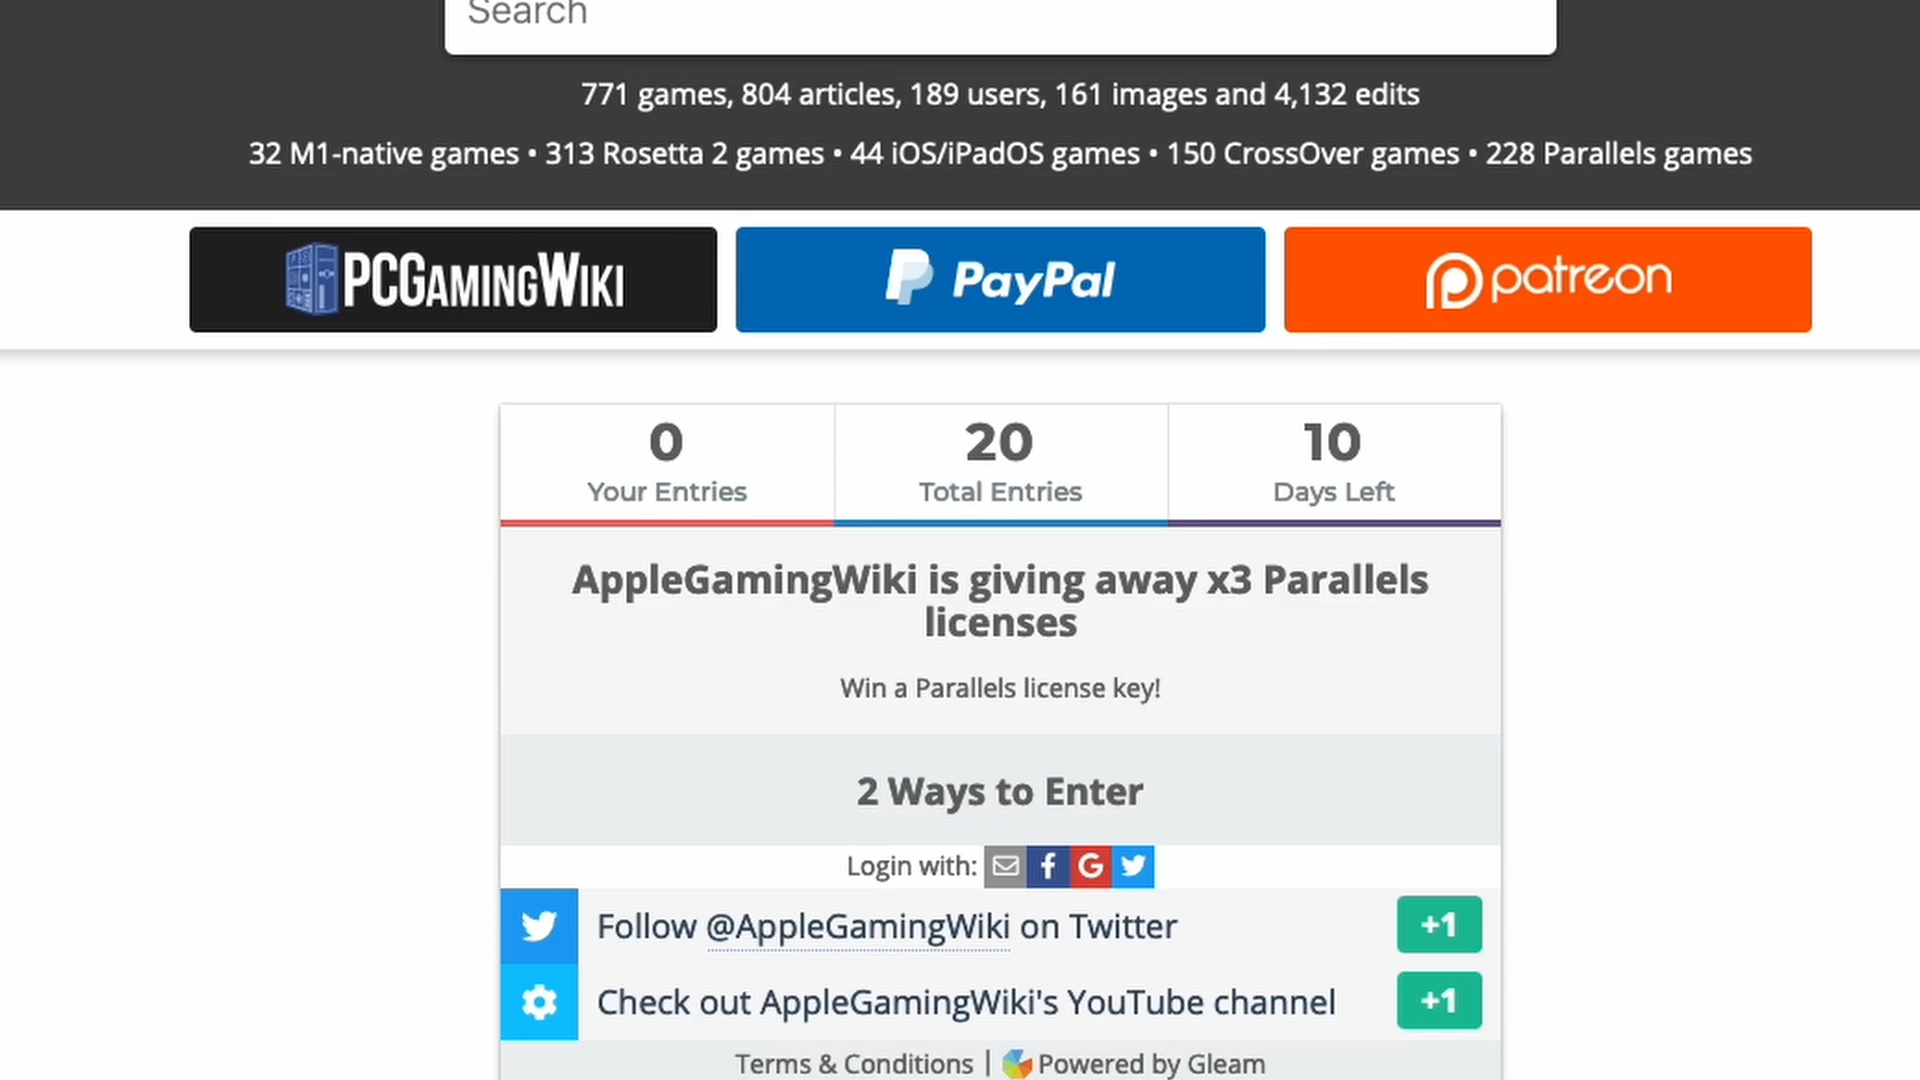 Search
771 games, 804 articles, 189 users, 161 images and 4,132 edits
32 M1-native games • 313 Rosetta 2 games • 44 iOS/iPadOS games • 150 CrossOver games • 228 Parallels games
PCGamingWiki
PayPal
patreon
0
Your Entries
20
Total Entries
10
Days Left
AppleGamingWiki is giving away x3 Parallels
licenses
Win a Parallels license key!
2 Ways to Enter
Login with:
Follow @AppleGamingWiki on Twitter
+1
Check out AppleGamingWiki's YouTube channel
+1
Terms & Conditions | Powered by Gleam